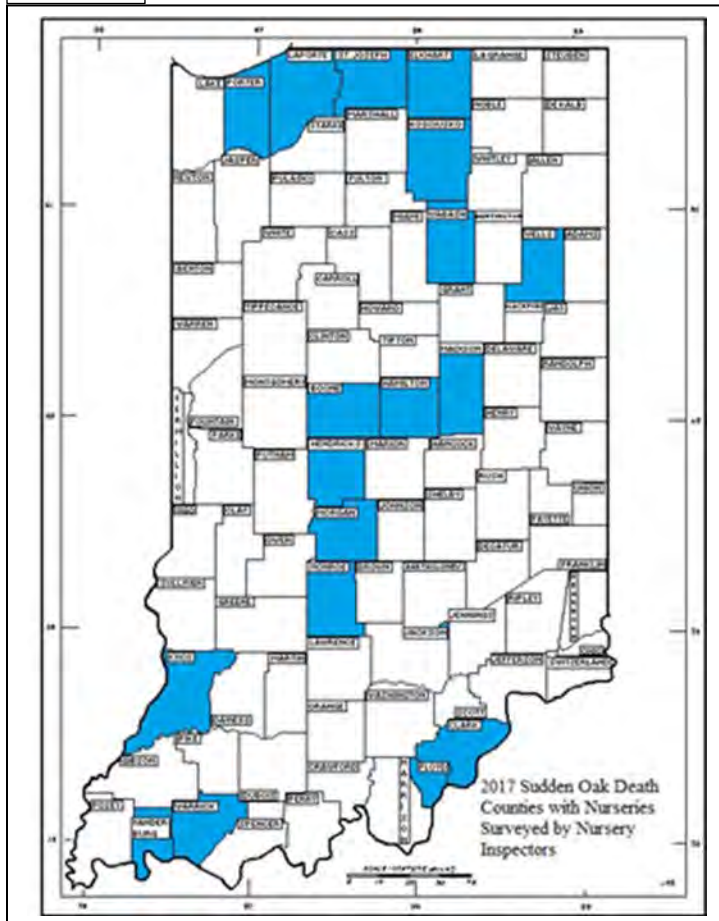 LAPORTE
ST. JOSEPH
ELKHART
LAGRANGE
STEUBEN
LAKE
PORTER
NOBLE
DEKALB
STARKE
MARSHALL
KOSCIUSKO
WHITLEY
ALLEN
NEWTON
JASPER
PULASKI
FULTON
MIAMI
WABASH
HUNTINGTON
WELLS
ADAMS
WHITE
CASS
BENTON
CARROLL
GRANT
BLACKFORD
JAY
WARREN
TIPPECANOE
HOWARD
CLINTON
TIPTON
MADISON
DELAWARE
RANDOLPH
MONTGOMERY
BOONE
HAMILTON
HENRY
VERMILLION
FOUNTAIN
PARKE
WAYNE
PUTNAM
HENDRICKS
MARION
HANCOCK
RUSH
UNION
CLAY
MORGAN
JOHNSON
SHELBY
FAYETTE
OWEN
DECATUR
MONROE
BROWN
BARTHOLOMEW
FRANKLIN
SULLIVAN
GREENE
RIPLEY
JENNINGS
JACKSON
LAWRENCE
KNOX
MARTIN
JEFFERSON
SWITZERLAND
DAVIESS
WASHINGTON
ORANGE
SCOTT
CLARK
PIKE
GIBSON
CRAWFORD
HARRISON
FLOYD
POSEY
VANDER
BURG
WARRICK
DUBOIS
SPENCER
PERRY
2017 Sudden Oak Death
Counties with Nurseries
Surveyed by Nursery
Inspectors